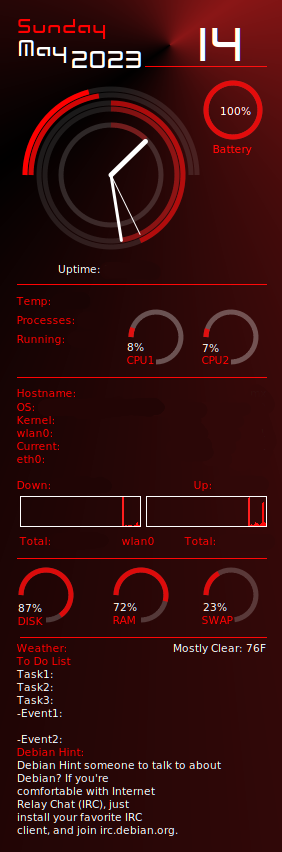 Sunday
14
May 2023
100%
Battery
Uptime:
Temp:
Processes:
Running:
8%
CPU1
7%
CPU2
Hostname:
OS:
Kernel:
wlan0:
Current:
eth0:
Down:
Up:
Total:
wlan0
Total:
87%
DISK
72%
RAM
23%
SWAP
Weather:
Mostly Clear: 76F
To Do List
Task1:
Task2:
Task3:
-Event1:
-Event2:
Debian Hint:
Debian Hint someone to talk to about
Debian? If you're
comfortable with Internet
Relay Chat (IRC), just
install your favorite IRC
client, and join irc.debian.org.